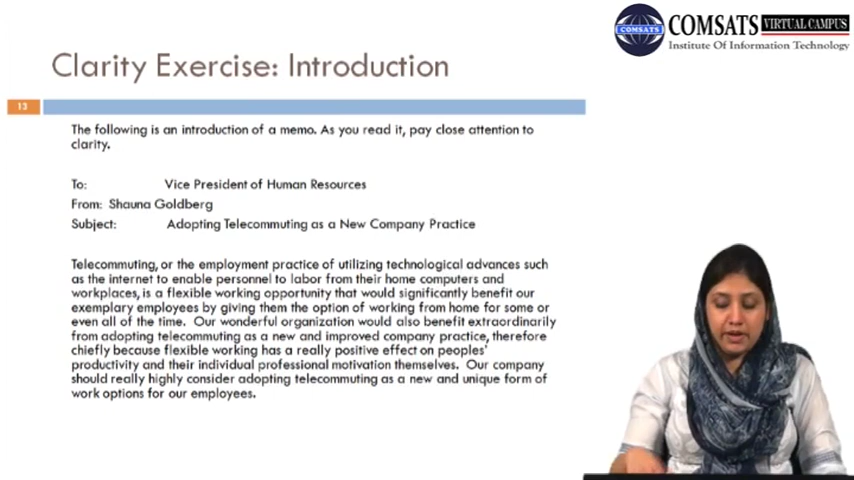 COMSATS VIRTUAL CAMPUS
COMSATS
Institute Of Information Technology
Clarity Exercise: Introduction
13
The following is an introduction of a memo. As you read it, pay close attention to
clarity.
To: Vice President of Human Resources
From: Shauna Goldberg
Subject: Adopting Telecommuting as a New Company Practice
Telecommuting, or the employment practice of utilizing technological advances such
as the internet to enable personnel to labor from their home computers and
workplaces, is a flexible working opportunity that would significantly benefit our
exemplary employees by giving them the option of working from home for some or
even all of the time. Our wonderful organization would also benefit extraordinarily
from adopting telecommuting as a new and improved company practice, therefore
chiefly because flexible working has a really positive effect on peoples'
productivity and their individual professional motivation themselves. Our company
should really highly consider adopting telecommuting as a new and unique form of
work options for our employees.